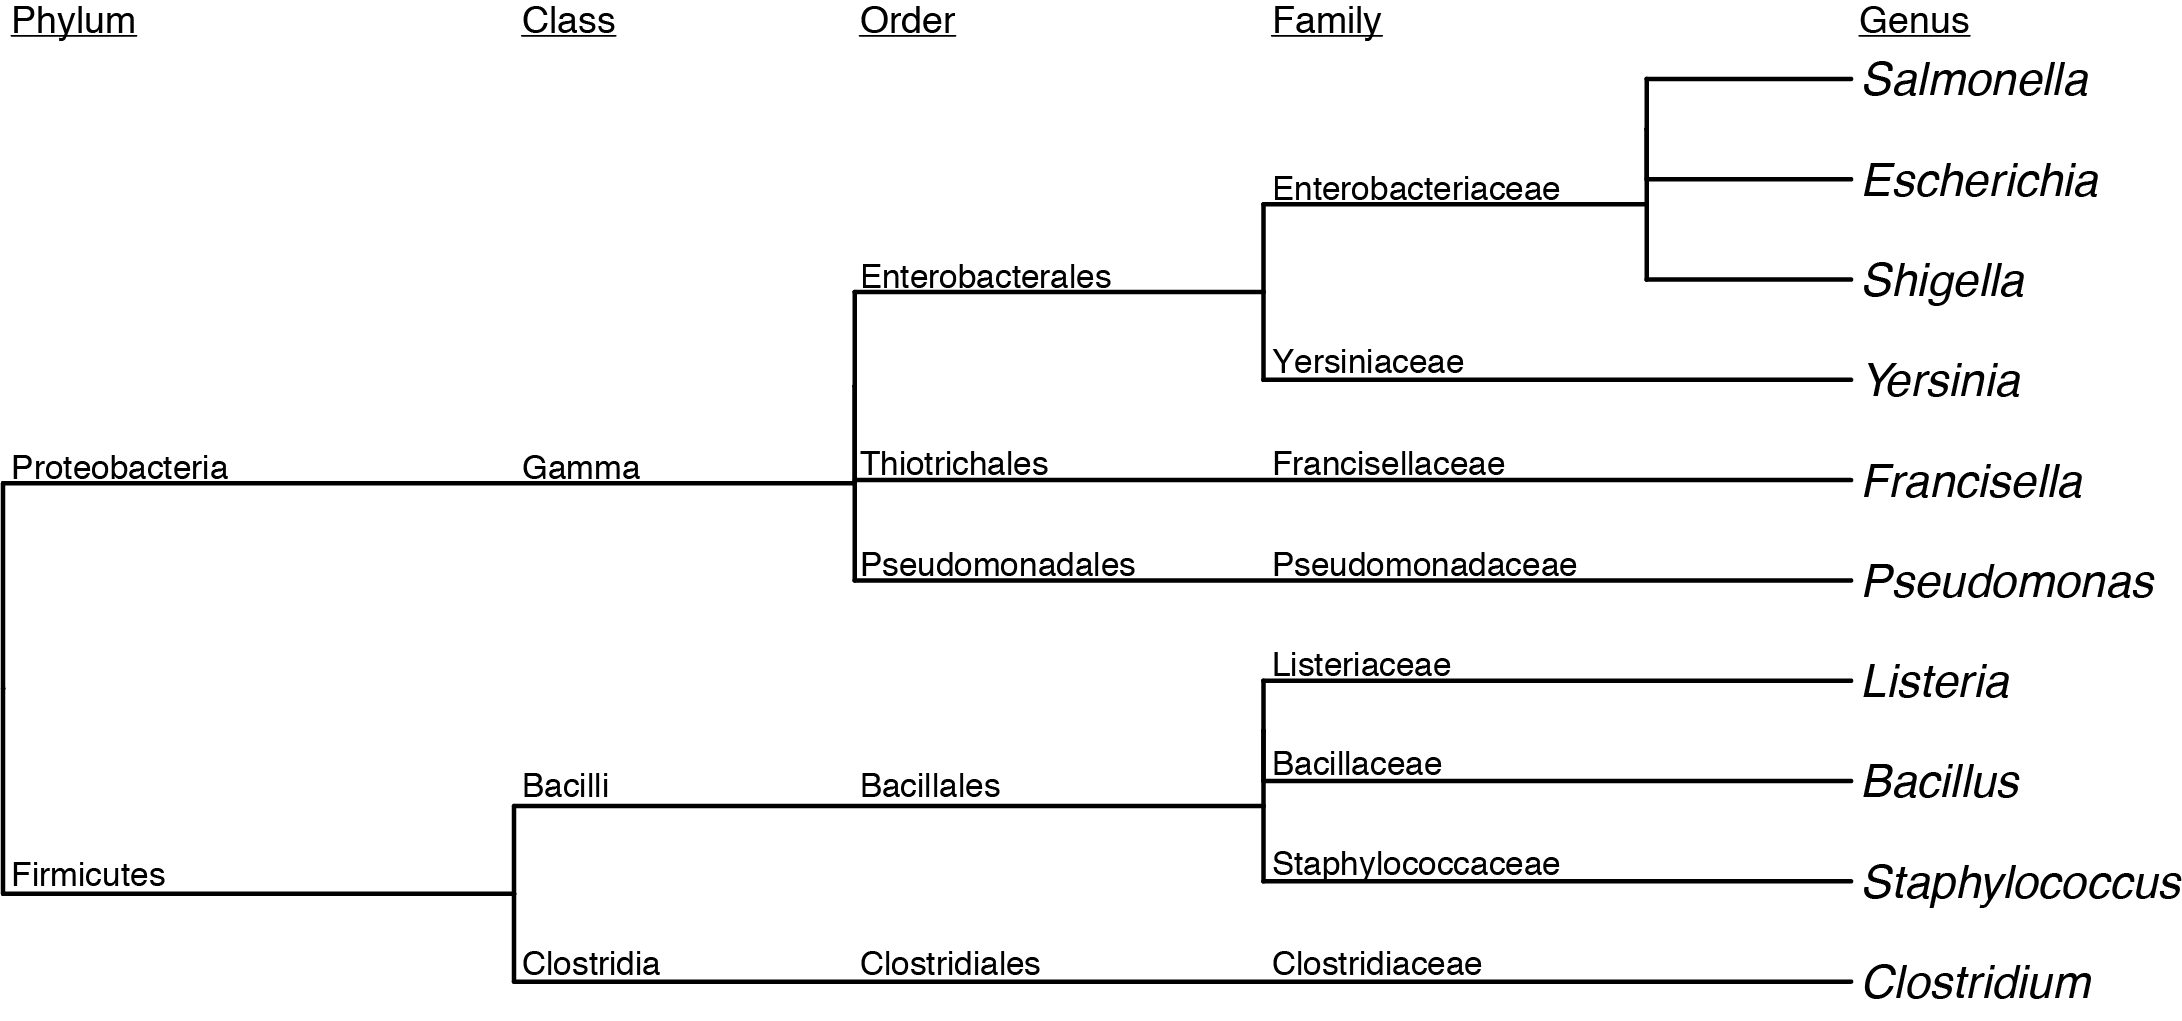 Phylum Class Order Family Genus
Salmonella
Escherichia
Enterobacteriaceae
Enterobacterales
Shigella
Yersiniaceae
Yersinia
Proteobacteria Gamma Thiotrichales Francisellaceae
Francisella
Pseudomonadales Pseudomonadaceae
Pseudomonas
Listeriaceae
Listeria
Bacillaceae
Bacillus
Bacilli Bacillales
Staphylococcaceae
Firmicutes
Staphylococcus
Clostridia Clostridiales Clostridiaceae
Clostridium